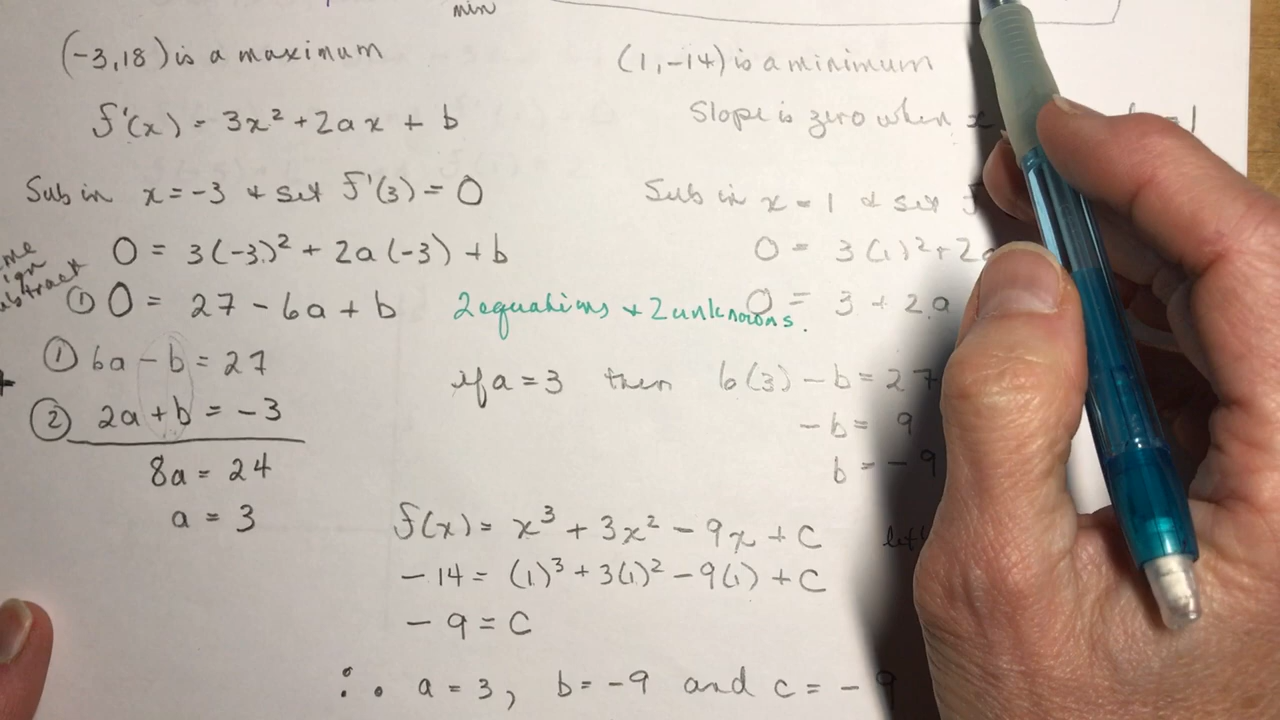 min
(-3,18) is a maximum
(1,-14) is a minimum
f'(x) = 3x² + 2ax + b
Slope is zero when x = 1
Sub in x = -3 + set f'(3) = 0
Sub in x = 1 + set f
0 = 3(-3)² + 2a(-3) + b
0 = 3(1)² + 2a
① 0 = 27 - 6a + b
2 equations + 2 unknowns.
0 = 3 + 2a
① 6a - b = 27
② 2a + b = -3
8a = 24
a = 3
if a = 3 then 6(3) - b = 27
-b = 9
b = -9
f(x) = x³ + 3x² - 9x + C
-14 = (1)³ + 3(1)² - 9(1) + C
-9 = C
∴ a = 3, b = -9 and c = -9